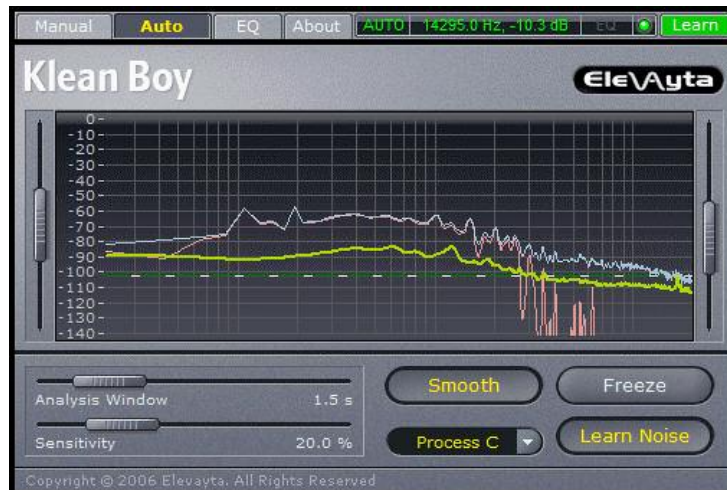 Manual Auto EQ About AUTO 14295.0 Hz, -10.3 dB EQ Learn
Klean Boy
EleVAyta
0
-10
-20
-30
-40
-50
-60
-70
-80
-90
-100
-110
-120
-130
-140
Smooth Freeze
Analysis Window 1.5 s
Sensitivity 20.0 %
Process C Learn Noise
Copyright © 2006 Elevayta. All Rights Reserved